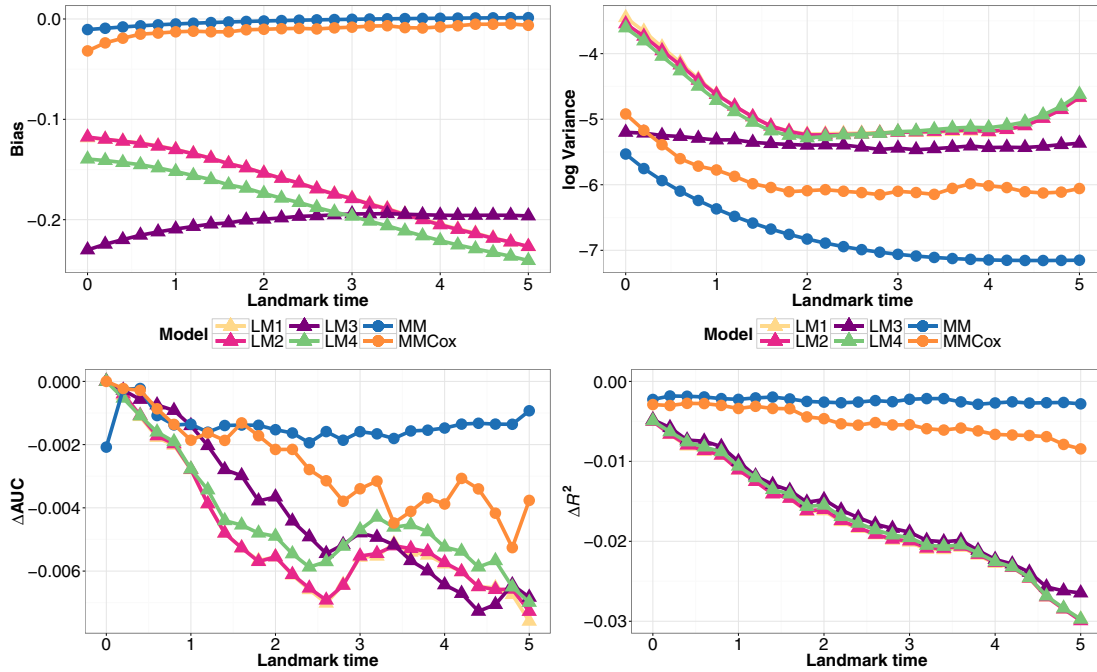 0.0
−0.1
−0.2
Bias
0 1 2 3 4 5
Landmark time
−4
−5
−6
−7
log Variance
0 1 2 3 4 5
Landmark time
Model LM1 LM3 MM
LM2 LM4 MMCox
Model LM1 LM3 MM
LM2 LM4 MMCox
0.000
−0.002
−0.004
−0.006
ΔAUC
0 1 2 3 4 5
Landmark time
0.00
−0.01
−0.02
−0.03
ΔR²
0 1 2 3 4 5
Landmark time